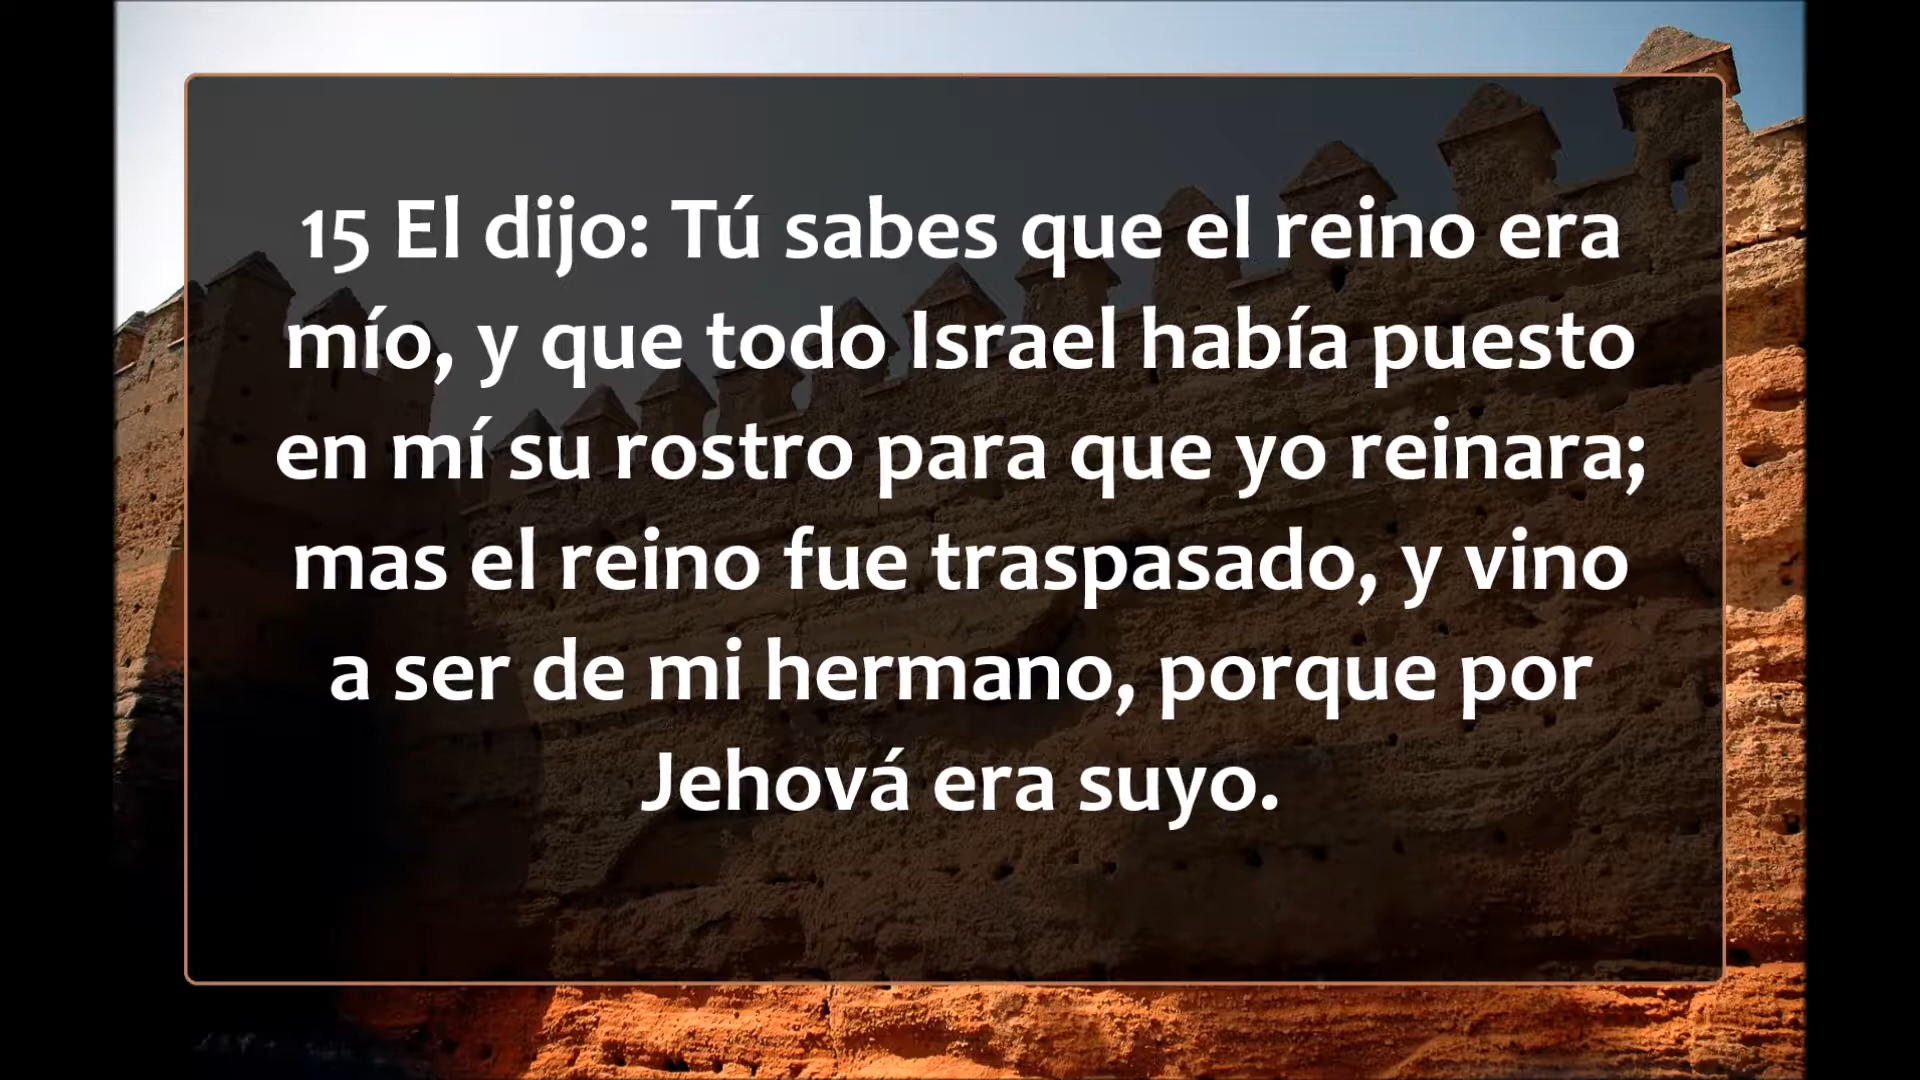 15 El dijo: Tú sabes que el reino era
mío, y que todo Israel había puesto
en mí su rostro para que yo reinara;
mas el reino fue traspasado, y vino
a ser de mi hermano, porque por
Jehová era suyo.